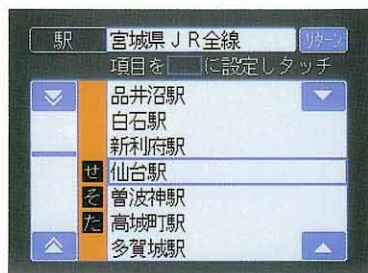 駅 宮城県JR全線 リターン
項目を に設定しタッチ
品井沼駅
白石駅
新利府駅
せ 仙台駅
そ 曽波神駅
た 高城町駅
多賀城駅